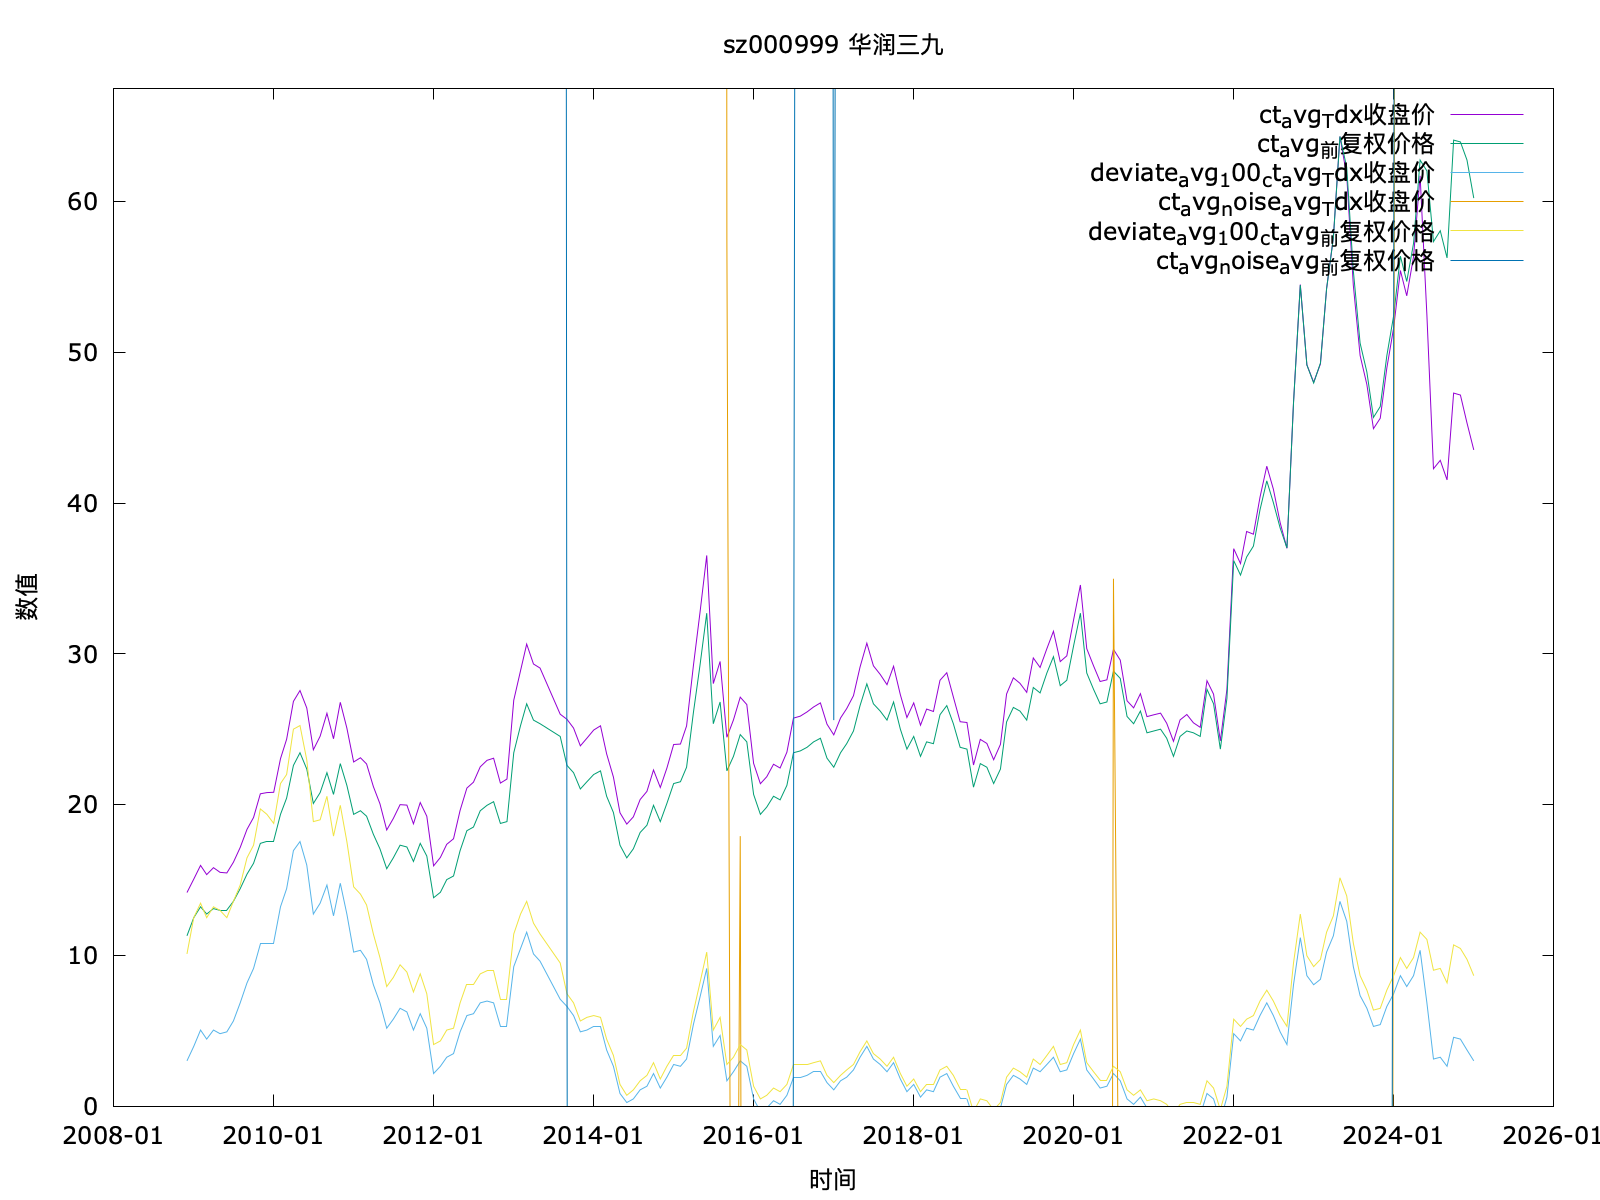 sz000999 华润三九
ctavgTdx收盘价
ctavg前复权价格
deviateavg100ctavgTdx收盘价
ctavgnoiseavgTdx收盘价
deviateavg100ctavg前复权价格
ctavgnoiseavg前复权价格
60
50
40
30
20
10
0
数值
2008-01 2010-01 2012-01 2014-01 2016-01 2018-01 2020-01 2022-01 2024-01 2026-01
时间